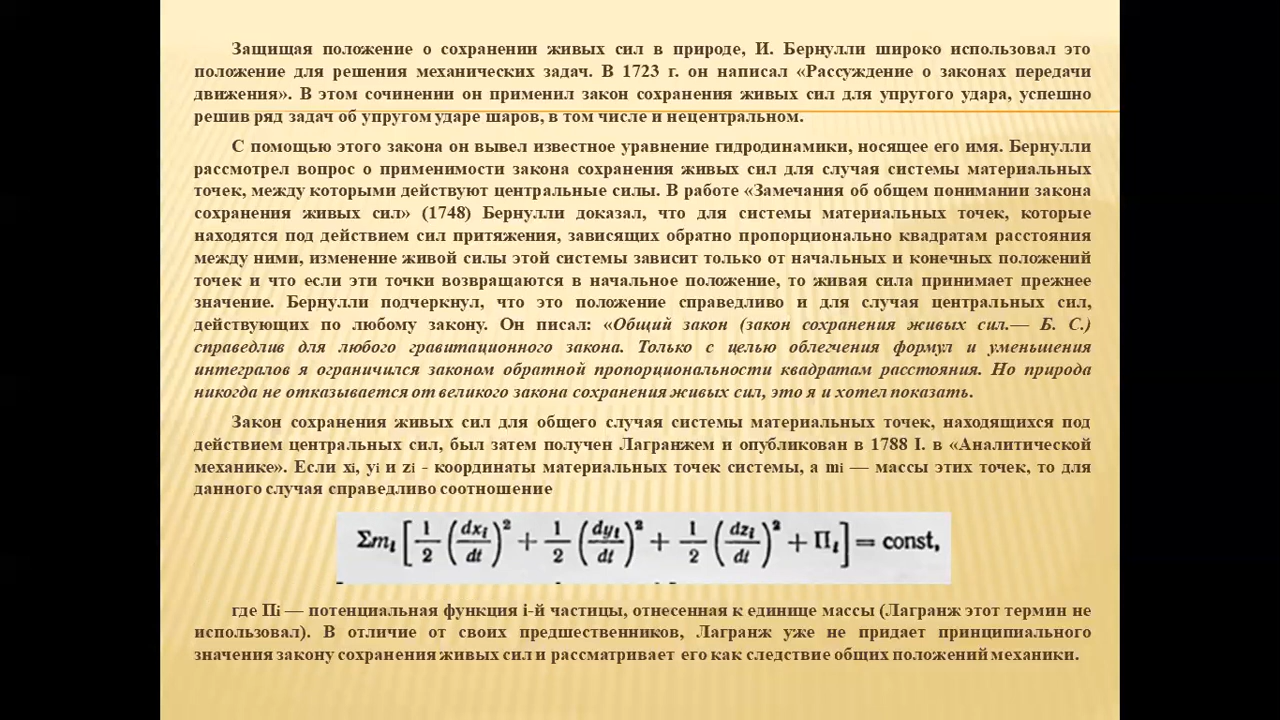 Защищая положение о сохранении живых сил в природе, И. Бернулли широко использовал это
положение для решения механических задач. В 1723 г. он написал «Рассуждение о законах передачи
движения». В этом сочинении он применил закон сохранения живых сил для упругого удара, успешно
решив ряд задач об упругом ударе шаров, в том числе и нецентральном.
С помощью этого закона он вывел известное уравнение гидродинамики, носящее его имя. Бернулли
рассмотрел вопрос о применимости закона сохранения живых сил для случая системы материальных
точек, между которыми действуют центральные силы. В работе «Замечания об общем понимании закона
сохранения живых сил» (1748) Бернулли доказал, что для системы материальных точек, которые
находятся под действием сил притяжения, зависящих обратно пропорционально квадратам расстояния
между ними, изменение живой силы этой системы зависит только от начальных и конечных положений
точек и что если эти точки возвращаются в начальное положение, то живая сила принимает прежнее
значение. Бернулли подчеркнул, что это положение справедливо и для случая центральных сил,
действующих по любому закону. Он писал: «Общий закон (закон сохранения живых сил.— Б. С.)
справедлив для любого гравитационного закона. Только с целью облегчения формул и уменьшения
интегралов я ограничился законом обратной пропорциональности квадратам расстояния. Но природа
никогда не отказывается от великого закона сохранения живых сил, это я и хотел показать.
Закон сохранения живых сил для общего случая системы материальных точек, находящихся под
действием центральных сил, был затем получен Лагранжем и опубликован в 1788 I. в «Аналитической
механике». Если xi, yi и zi - координаты материальных точек системы, а mi — массы этих точек, то для
данного случая справедливо соотношение
Σmi [1/2 (dxi/dt)² + 1/2 (dyi/dt)² + 1/2 (dzi/dt)² + Πi] = const,
где Пi — потенциальная функция i-й частицы, отнесенная к единице массы (Лагранж этот термин не
использовал). В отличие от своих предшественников, Лагранж уже не придает принципиального
значения закону сохранения живых сил и рассматривает его как следствие общих положений механики.